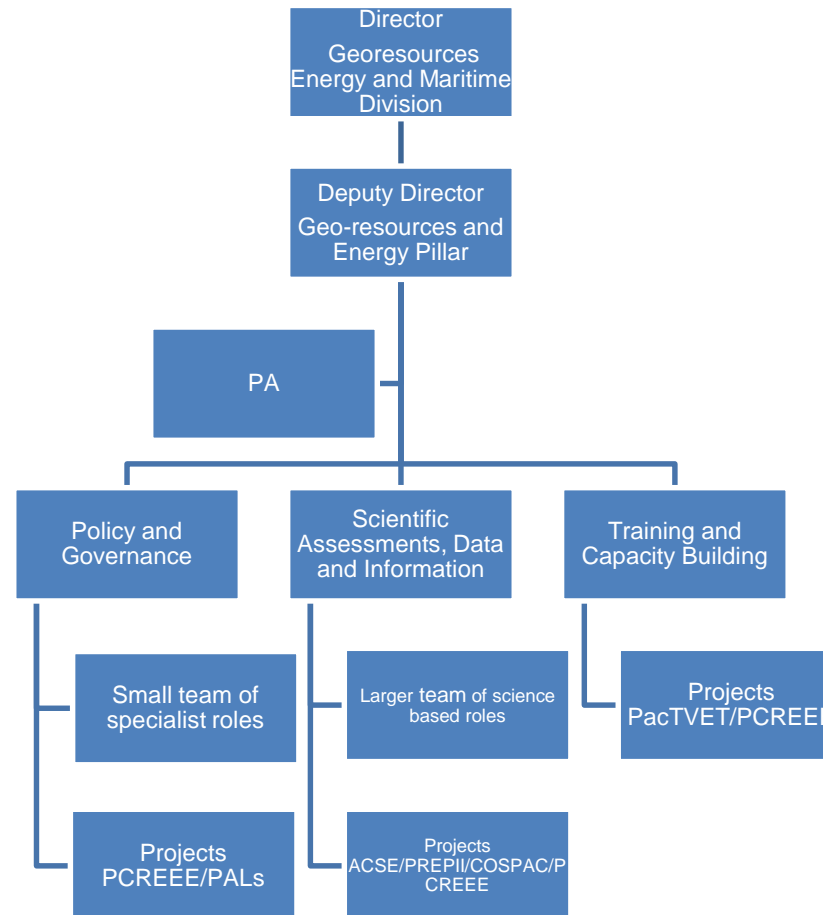 Director
Georesources
Energy and Maritime
Division
Deputy Director
Geo-resources and
Energy Pillar
PA
Policy and
Governance
Scientific
Assessments, Data
and Information
Training and
Capacity Building
Small team of
specialist roles
Larger team of science
based roles
Projects
PacTVET/PCREEE
Projects
PCREEE/PALs
Projects
ACSE/PREPII/COSPAC/P
CREEE